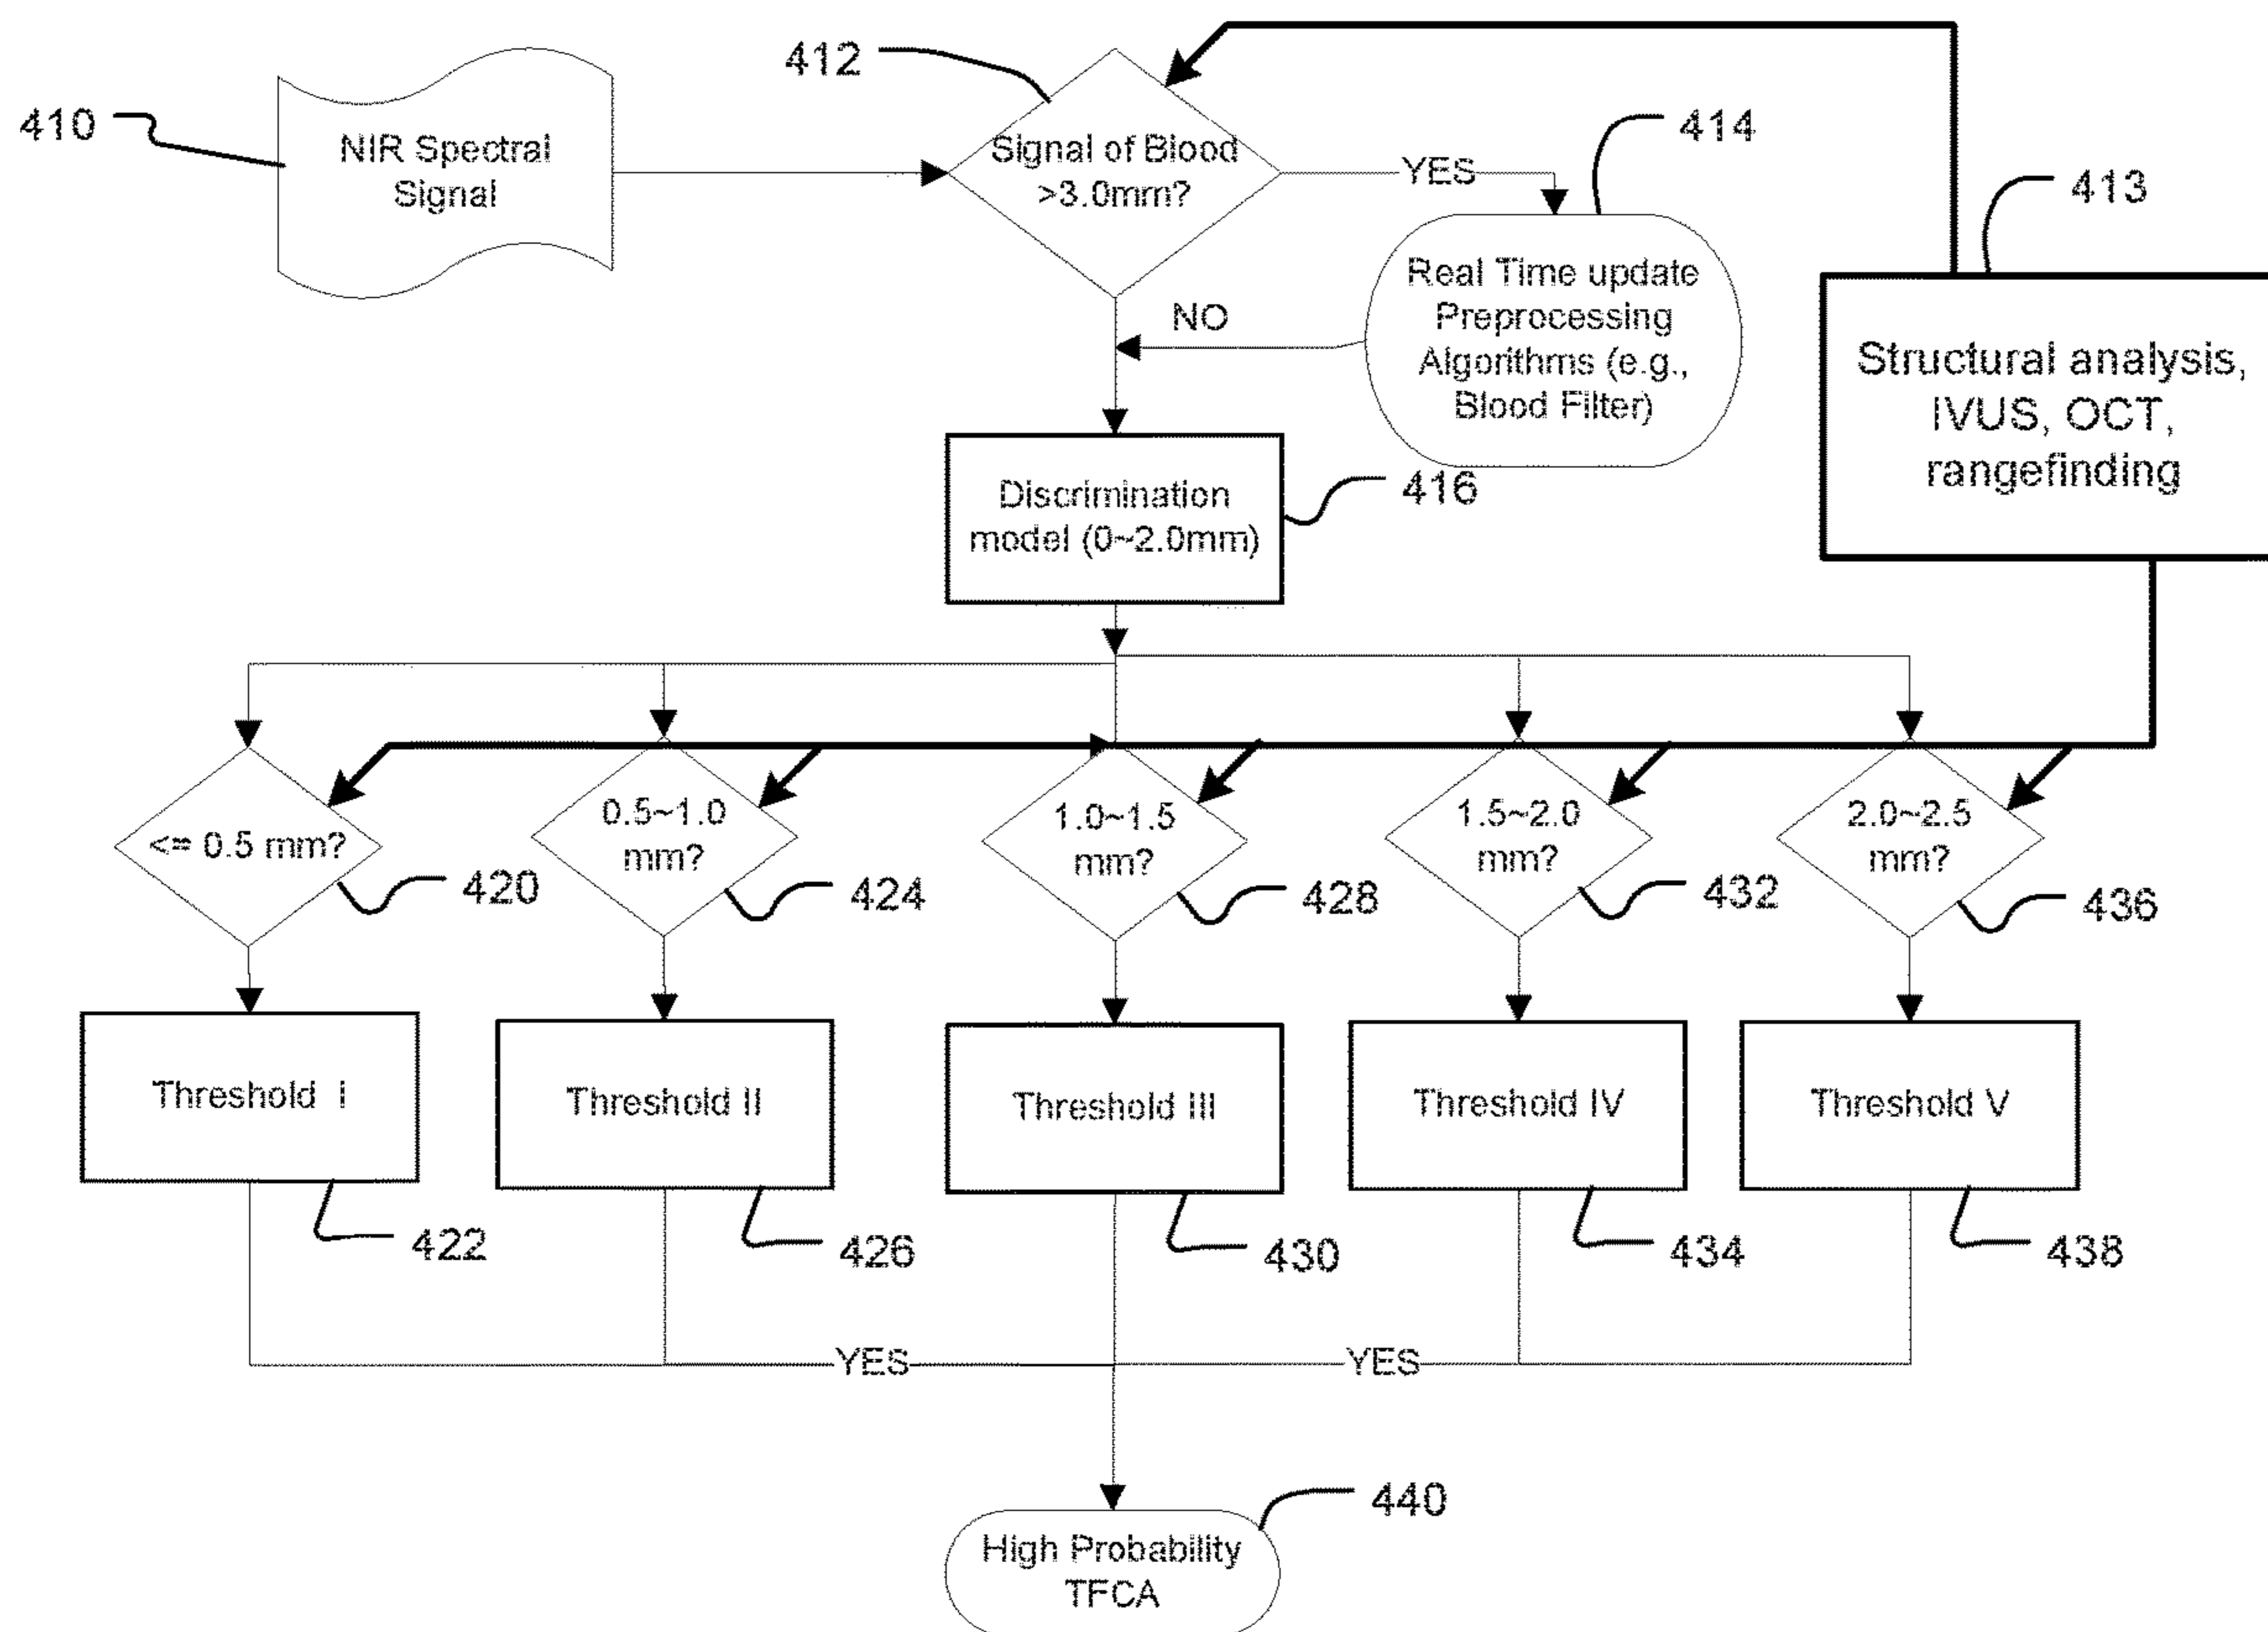 412
410
NIR Spectral
Signal
Signal of Blood
>3.0mm?
YES
414
413
Real Time update
Preprocessing
Algorithms (e.g.,
Blood Filter)
NO
Structural analysis,
IVUS, OCT,
rangefinding
Discrimination
model (0~2.0mm)
416
<= 0.5 mm?
420
0.5~1.0
mm?
424
1.0~1.5
mm?
428
1.5~2.0
mm?
432
2.0~2.5
mm?
436
Threshold I
422
Threshold II
426
Threshold III
430
Threshold IV
434
Threshold V
438
YES
YES
440
High Probability
TFCA